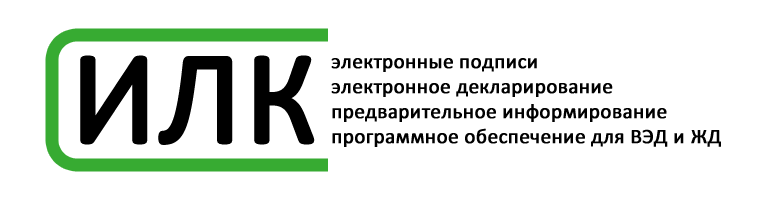 ИЛК
электронные подписи
электронное декларирование
предварительное информирование
программное обеспечение для ВЭД и ЖД